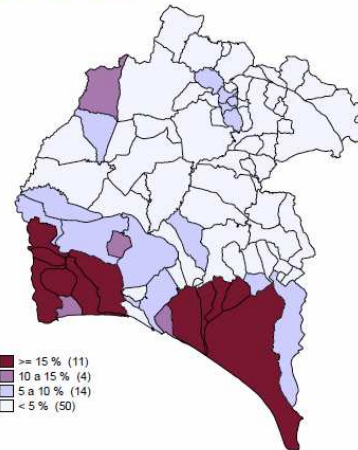 >= 15 % (11)
10 a 15 % (4)
5 a 10 % (14)
< 5 % (50)